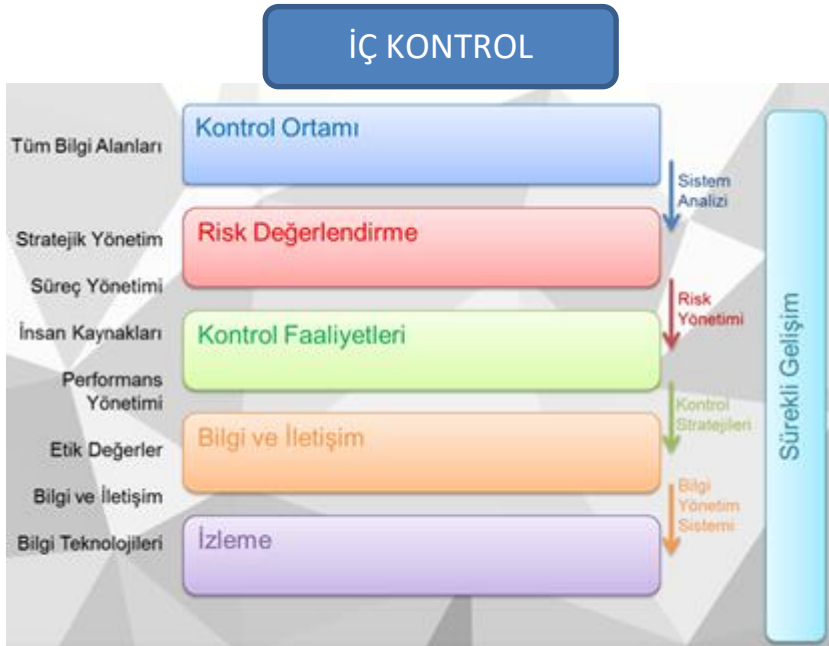 İÇ KONTROL
Tüm Bilgi Alanları
Stratejik Yönetim
Süreç Yönetimi
İnsan Kaynakları
Performans
Yönetimi
Etik Değerler
Bilgi ve İletişim
Bilgi Teknolojileri
Kontrol Ortamı
Risk Değerlendirme
Kontrol Faaliyetleri
Bilgi ve İletişim
İzleme
Sistem
Analizi
Risk
Yönetimi
Kontrol
Stratejileri
Bilgi
Yönetim
Sistemi
Sürekli Gelişim